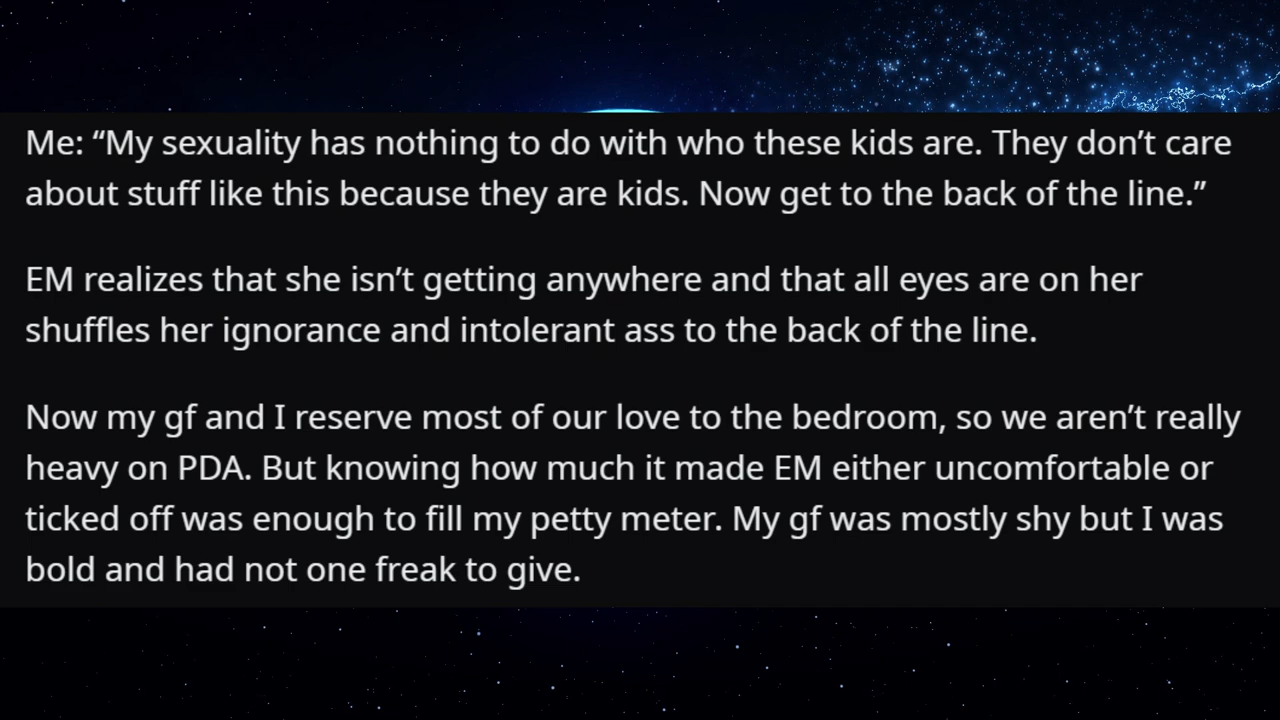 Me: “My sexuality has nothing to do with who these kids are. They don’t care
about stuff like this because they are kids. Now get to the back of the line.”
EM realizes that she isn’t getting anywhere and that all eyes are on her
shuffles her ignorance and intolerant ass to the back of the line.
Now my gf and I reserve most of our love to the bedroom, so we aren’t really
heavy on PDA. But knowing how much it made EM either uncomfortable or
ticked off was enough to fill my petty meter. My gf was mostly shy but I was
bold and had not one freak to give.